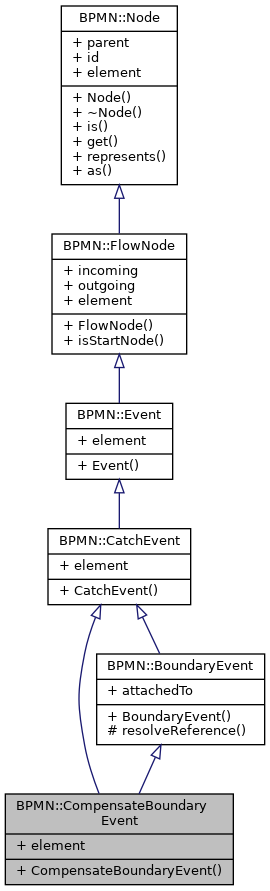 BPMN::Node
+ parent
+ id
+ element
+ Node()
+ ~Node()
+ is()
+ get()
+ represents()
+ as()
BPMN::FlowNode
+ incoming
+ outgoing
+ element
+ FlowNode()
+ isStartNode()
BPMN::Event
+ element
+ Event()
BPMN::CatchEvent
+ element
+ CatchEvent()
BPMN::BoundaryEvent
+ attachedTo
+ BoundaryEvent()
# resolveReference()
BPMN::CompensateBoundary
Event
+ element
+ CompensateBoundaryEvent()